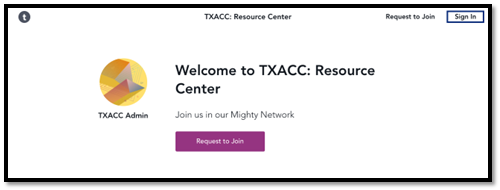 t
TXACC: Resource Center
Request to Join
Sign In
Welcome to TXACC: Resource
Center
TXACC Admin
Join us in our Mighty Network
Request to Join